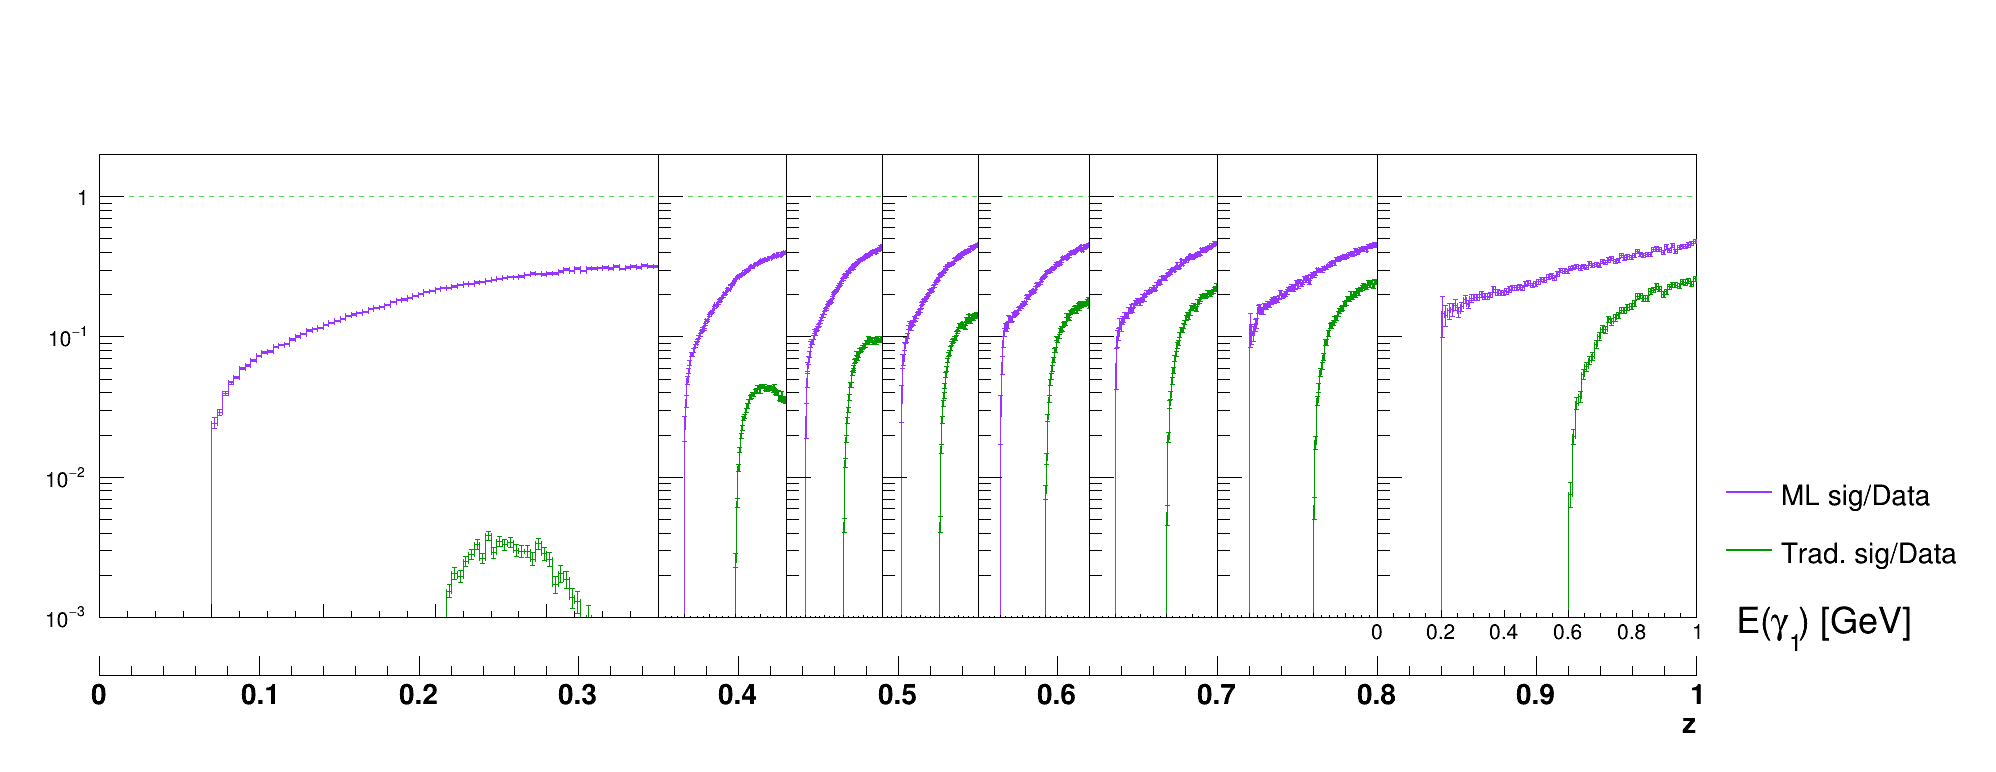 1
10⁻¹
10⁻²
10⁻³
ML sig/Data
Trad. sig/Data
0 0.2 0.4 0.6 0.8 1
E(γ₁) [GeV]
0 0.1 0.2 0.3 0.4 0.5 0.6 0.7 0.8 0.9 1
z